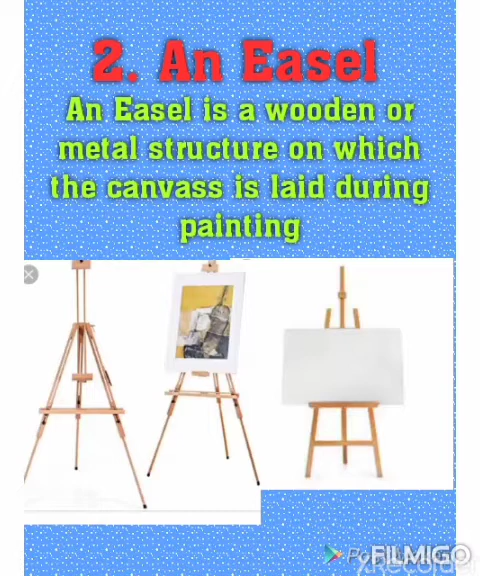 2. An Easel
An Easel is a wooden or
metal structure on which
the canvass is laid during
painting
FILMIGO